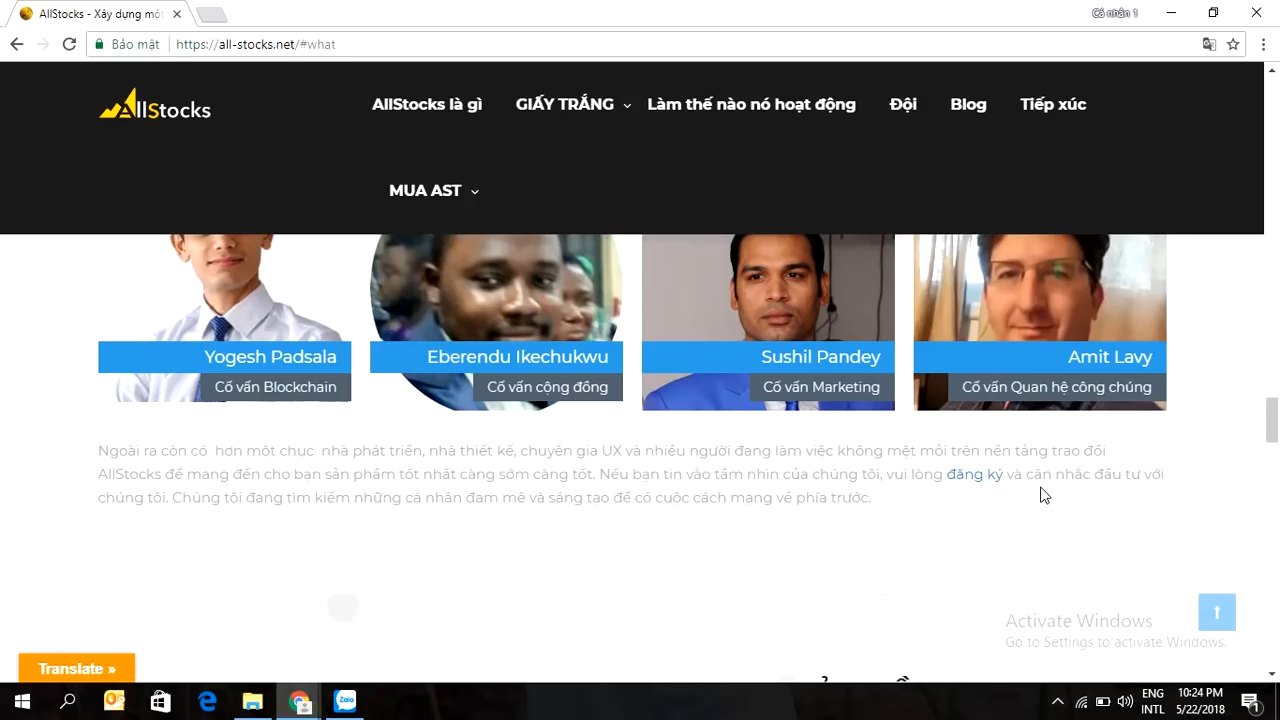 AllStocks - Xây dựng một
Cá nhân 1
Bảo mật
https://all-stocks.net/#what
AllStocks
AllStocks là gì
GIẤY TRẮNG
Làm thế nào nó hoạt động
Đội
Blog
Tiếp xúc
MUA AST
Yogesh Padsala
Cố vấn Blockchain
Eberendu Ikechukwu
Cố vấn cộng đồng
Sushil Pandey
Cố vấn Marketing
Amit Lavy
Cố vấn Quan hệ công chúng
Ngoài ra còn có hơn một chục nhà phát triển, nhà thiết kế, chuyên gia UX và nhiều người đang làm việc không mệt mỏi trên nền tảng trao đổi
AllStocks để mang đến cho bạn sản phẩm tốt nhất càng sớm càng tốt. Nếu bạn tin vào tầm nhìn của chúng tôi, vui lòng đăng ký và cân nhắc đầu tư với
chúng tôi. Chúng tôi đang tìm kiếm những cá nhân đam mê và sáng tạo để có cuộc cách mạng về phía trước.
Activate Windows
Go to Settings to activate Windows.
Translate »
Zalo
ENG
INTL
10:24 PM
5/22/2018
1